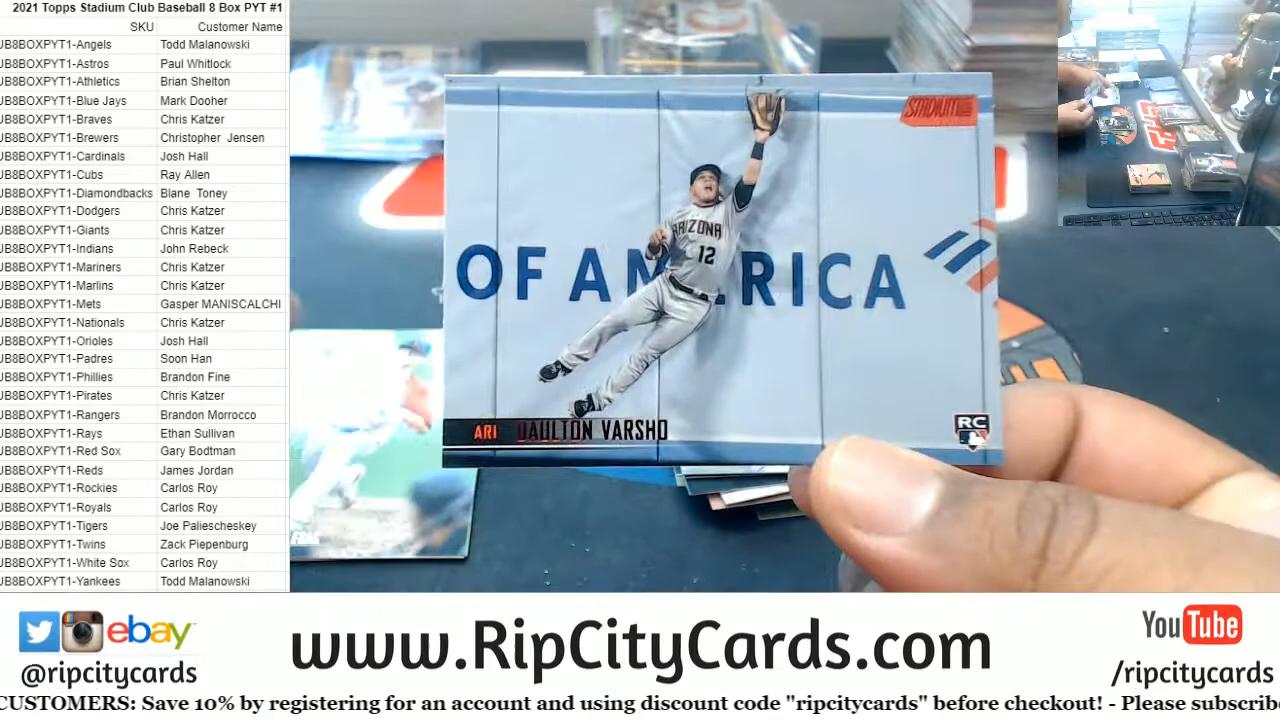 2021 Topps Stadium Club Baseball 8 Box PYT #1
SKU Customer Name
JB8BOXPYT1-Angels Todd Malanowski
JB8BOXPYT1-Astros Paul Whitlock
JB8BOXPYT1-Athletics Brian Shelton
JB8BOXPYT1-Blue Jays Mark Dooher
JB8BOXPYT1-Braves Chris Katzer
JB8BOXPYT1-Brewers Christopher Jensen
JB8BOXPYT1-Cardinals Josh Hall
JB8BOXPYT1-Cubs Ray Allen
JB8BOXPYT1-Diamondbacks Blane Toney
JB8BOXPYT1-Dodgers Chris Katzer
JB8BOXPYT1-Giants Chris Katzer
JB8BOXPYT1-Indians John Rebeck
JB8BOXPYT1-Mariners Chris Katzer
JB8BOXPYT1-Marlins Chris Katzer
JB8BOXPYT1-Mets Gasper MANISCALCHI
JB8BOXPYT1-Nationals Chris Katzer
JB8BOXPYT1-Orioles Josh Hall
JB8BOXPYT1-Padres Soon Han
JB8BOXPYT1-Phillies Brandon Fine
JB8BOXPYT1-Pirates Chris Katzer
JB8BOXPYT1-Rangers Brandon Morrocco
JB8BOXPYT1-Rays Ethan Sullivan
JB8BOXPYT1-Red Sox Gary Bodtman
JB8BOXPYT1-Reds James Jordan
JB8BOXPYT1-Rockies Carlos Roy
JB8BOXPYT1-Royals Carlos Roy
JB8BOXPYT1-Tigers Joe Paliescheskey
JB8BOXPYT1-Twins Zack Piepenburg
JB8BOXPYT1-White Sox Carlos Roy
JB8BOXPYT1-Yankees Todd Malanowski
STADIUM
ARIZONA
12
OF AMERICA
ARI DAULTON VARSHO
RC
ebay
@ripcitycards
www.RipCityCards.com
YouTube
/ripcitycards
CUSTOMERS: Save 10% by registering for an account and using discount code "ripcitycards" before checkout! - Please subscribe